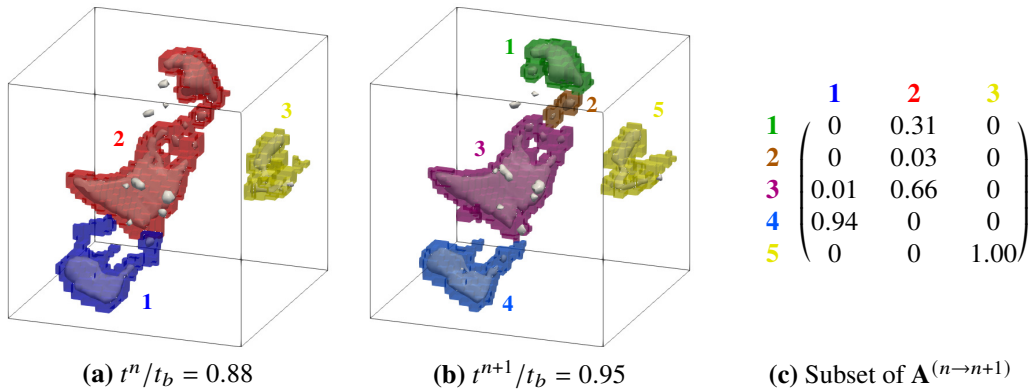 1
2
3
1
2
3
4
5
1 2 3
1 0 0.31 0
2 0 0.03 0
3 0.01 0.66 0
4 0.94 0 0
5 0 0 1.00
(a) tⁿ/t_b = 0.88
(b) tⁿ⁺¹/t_b = 0.95
(c) Subset of A⁽ⁿ→ⁿ⁺¹⁾